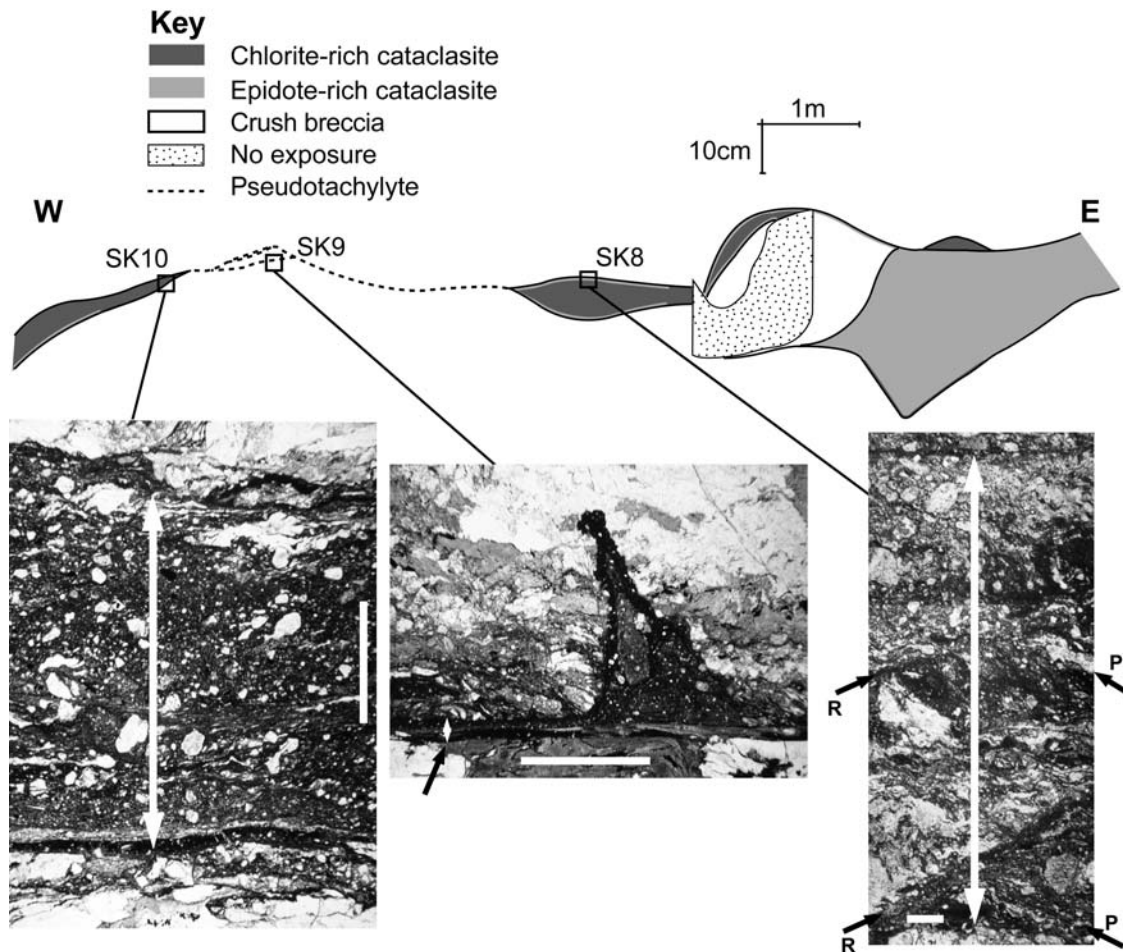 Key
Chlorite-rich cataclasite
Epidote-rich cataclasite
Crush breccia
No exposure
Pseudotachylyte
1m
10cm
W
E
SK10
SK9
SK8
R
P
R
P